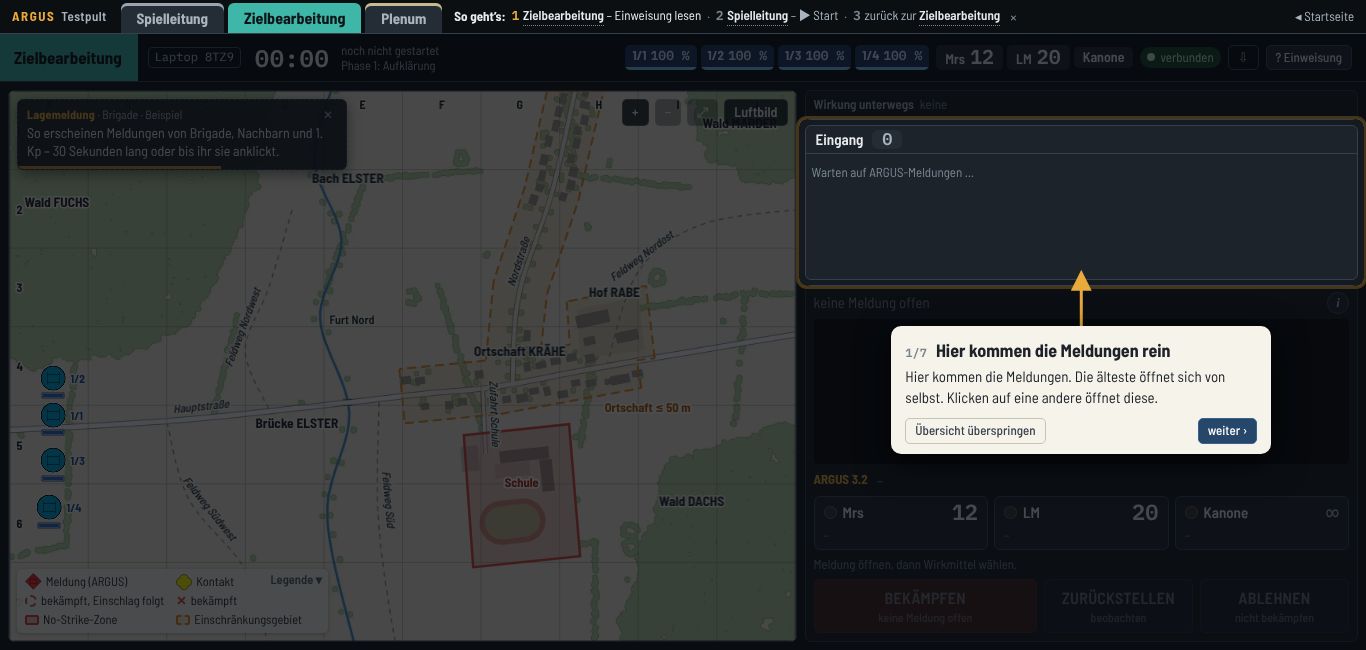 ARGUS Testpult
Spielleitung
Zielbearbeitung
Plenum
So geht's: 1 Zielbearbeitung – Einweisung lesen · 2 Spielleitung – ▶ Start · 3 zurück zur Zielbearbeitung ×
◂ Startseite
Zielbearbeitung
Laptop 8TZ9
00:00
noch nicht gestartet
Phase 1: Aufklärung
1/1 100 %
1/2 100 %
1/3 100 %
1/4 100 %
Mrs 12
LM 20
Kanone
verbunden
⇩
? Einweisung
Lagemeldung · Brigade · Beispiel ×
So erscheinen Meldungen von Brigade, Nachbarn und 1.
Kp – 30 Sekunden lang oder bis ihr sie anklickt.
E
F
G
H
I
+
−
Luftbild
Wald MARDER
Bach ELSTER
Wald FUCHS
2
3
4
5
6
Nordstraße
Feldweg Nordost
Hof RABE
Feldweg Nordwest
Furt Nord
Ortschaft KRÄHE
1/2
1/1
1/3
1/4
Hauptstraße
Brücke ELSTER
Zufahrt Schule
Ortschaft ≤ 50 m
Schule
Feldweg Südwest
Feldweg Süd
Wald DACHS
Meldung (ARGUS)
Kontakt
Legende ▾
bekämpft, Einschlag folgt
bekämpft
No-Strike-Zone
Einschränkungsgebiet
Wirkung unterwegs keine
Eingang 0
Warten auf ARGUS-Meldungen …
keine Meldung offen
i
1/7 Hier kommen die Meldungen rein
Hier kommen die Meldungen. Die älteste öffnet sich von
selbst. Klicken auf eine andere öffnet diese.
Übersicht überspringen
weiter ›
ARGUS 3.2 –
Mrs 12
–
LM 20
–
Kanone ∞
–
Meldung öffnen, dann Wirkmittel wählen.
BEKÄMPFEN
keine Meldung offen
ZURÜCKSTELLEN
beobachten
ABLEHNEN
nicht bekämpfen